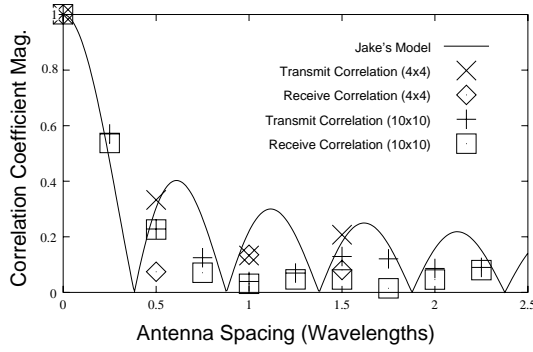 Correlation Coefficient Mag.
1
0.8
0.6
0.4
0.2
0
Jake's Model
Transmit Correlation (4x4)
Receive Correlation (4x4)
Transmit Correlation (10x10)
Receive Correlation (10x10)
0 0.5 1 1.5 2 2.5
Antenna Spacing (Wavelengths)